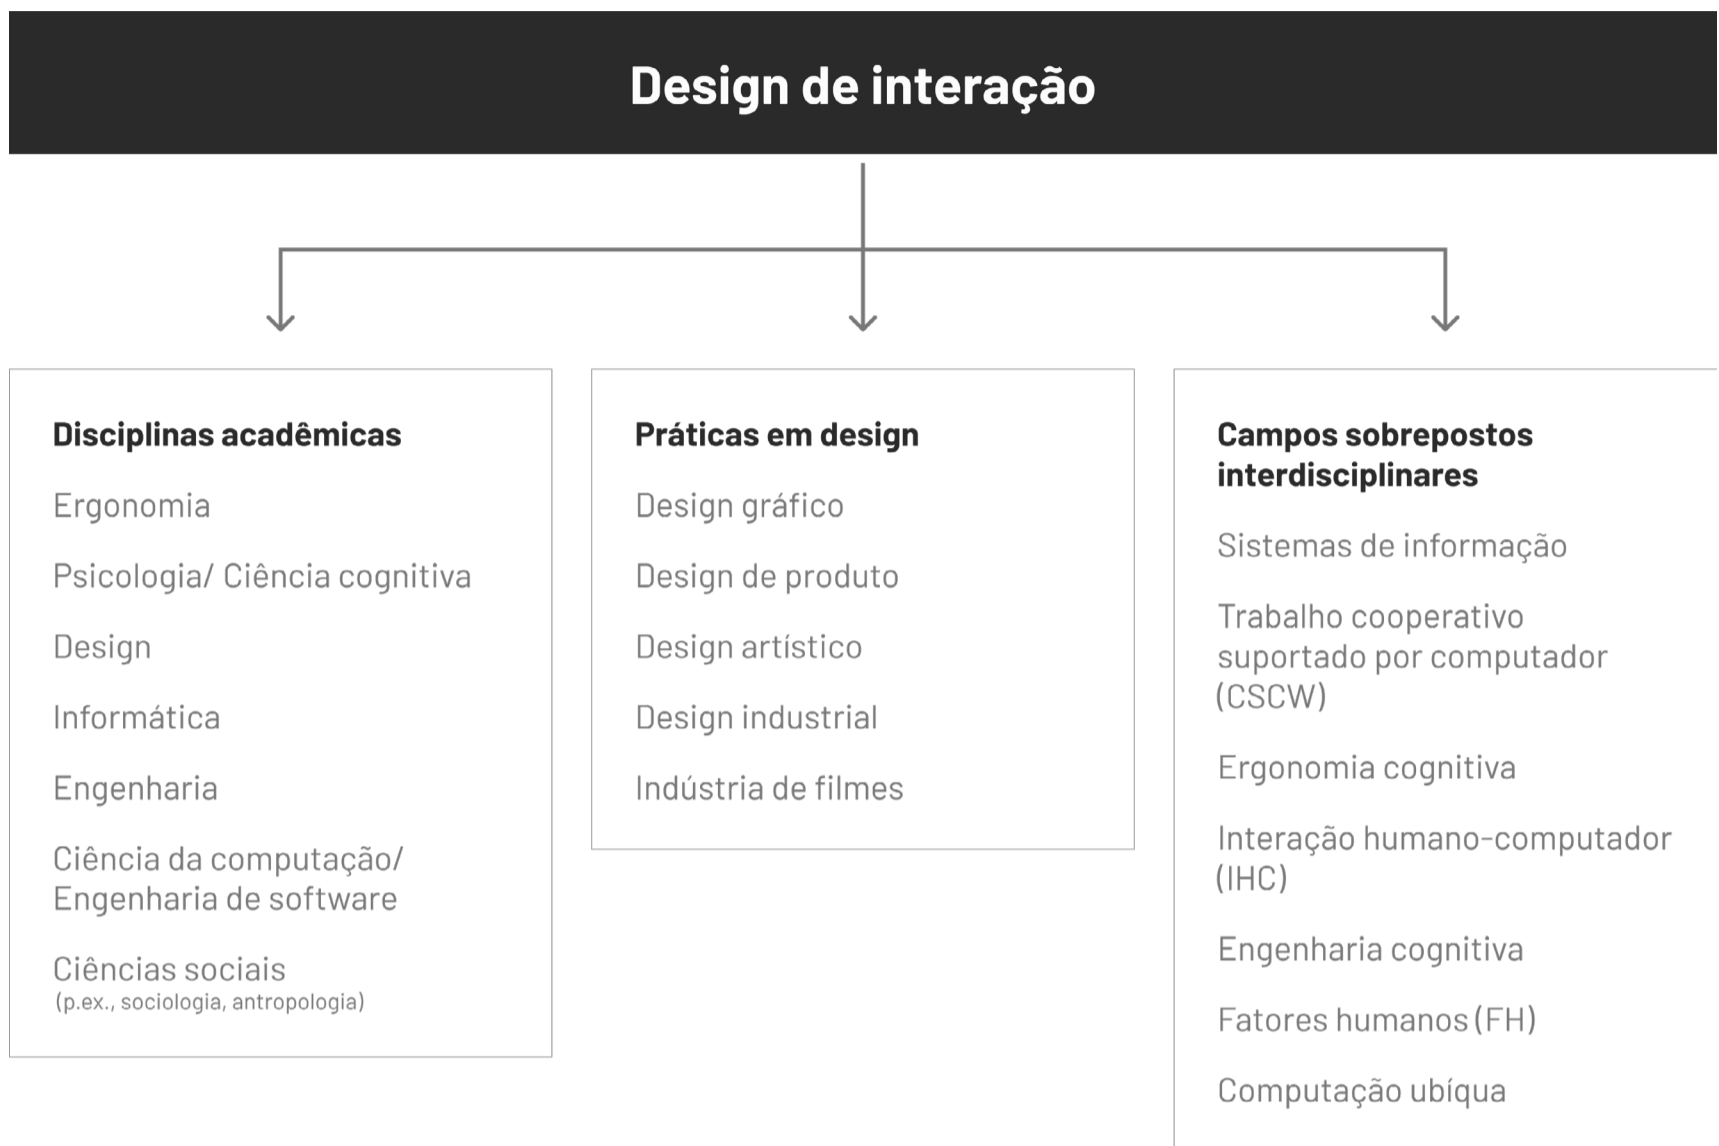 Design de interação
Disciplinas acadêmicas
Ergonomia
Psicologia/ Ciência cognitiva
Design
Informática
Engenharia
Ciência da computação/
Engenharia de software
Ciências sociais
(p.ex., sociologia, antropologia)
Práticas em design
Design gráfico
Design de produto
Design artístico
Design industrial
Indústria de filmes
Campos sobrepostos
interdisciplinares
Sistemas de informação
Trabalho cooperativo
suportado por computador
(CSCW)
Ergonomia cognitiva
Interação humano-computador
(IHC)
Engenharia cognitiva
Fatores humanos (FH)
Computação ubíqua